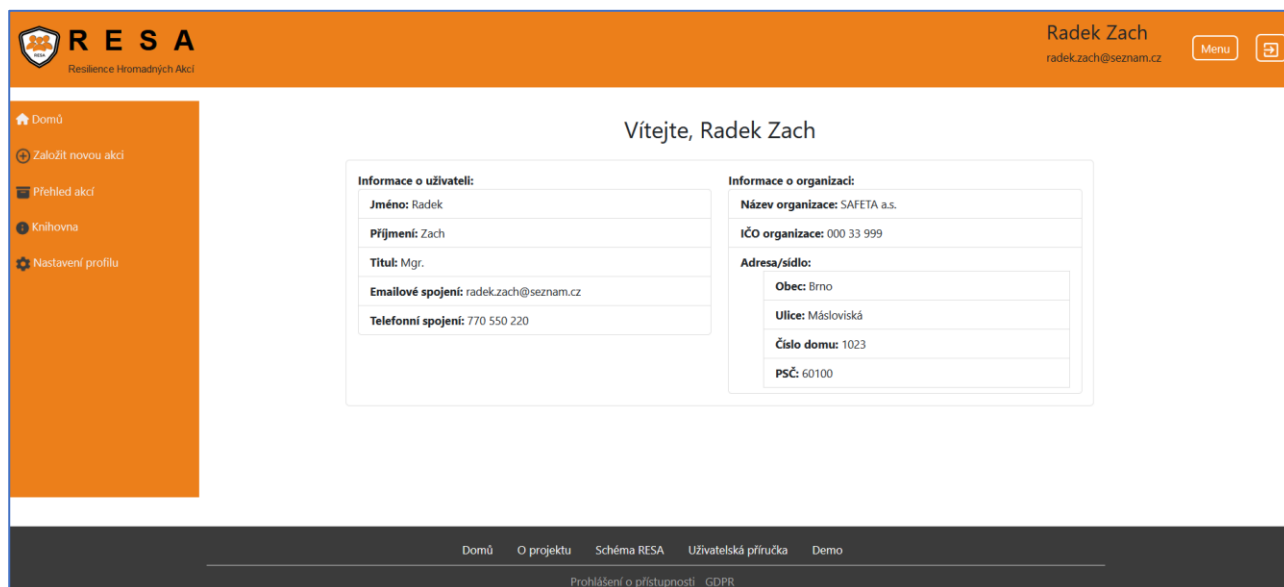 RESA
R E S A
Resilience Hromadných Akcí
Radek Zach
radek.zach@seznam.cz
Menu
Domů
Založit novou akci
Přehled akcí
Knihovna
Nastavení profilu
Vítejte, Radek Zach
Informace o uživateli:
Jméno: Radek
Příjmení: Zach
Titul: Mgr.
Emailové spojení: radek.zach@seznam.cz
Telefonní spojení: 770 550 220
Informace o organizaci:
Název organizace: SAFETA a.s.
IČO organizace: 000 33 999
Adresa/sídlo:
Obec: Brno
Ulice: Másloviská
Číslo domu: 1023
PSČ: 60100
Domů O projektu Schéma RESA Uživatelská příručka Demo
Prohlášení o přístupnosti GDPR